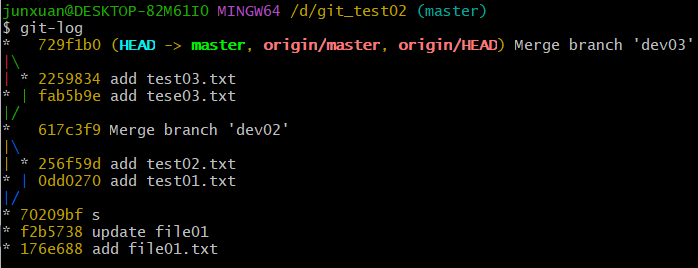 junxuan@DESKTOP-82M61IO MINGW64 /d/git_test02 (master)
$ git-log
*   729f1b0 (HEAD -> master, origin/master, origin/HEAD) Merge branch 'dev03'
|\
| * 2259834 add test03.txt
* | fab5b9e add tese03.txt
|/
*   617c3f9 Merge branch 'dev02'
|\
| * 256f59d add test02.txt
* | 0dd0270 add test01.txt
|/
* 70209bf s
* f2b5738 update file01
* 176e688 add file01.txt